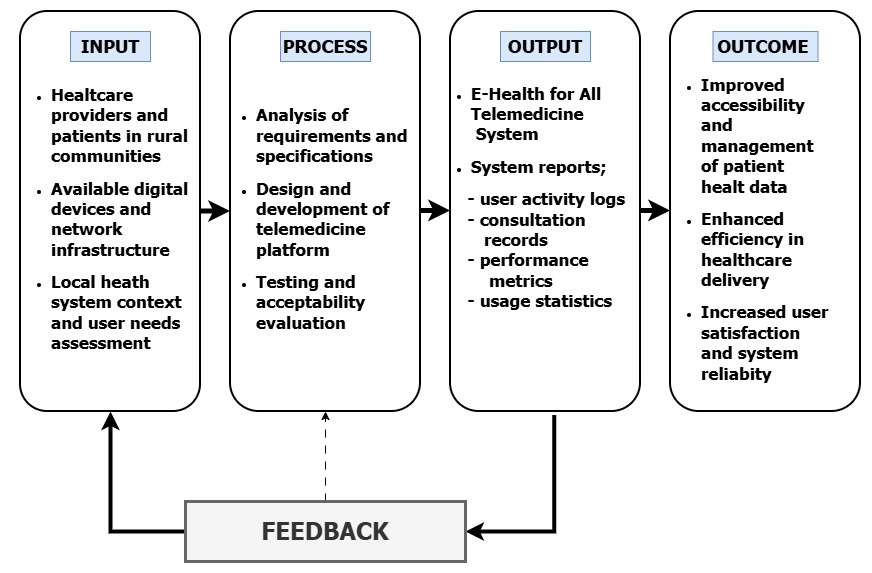 INPUT
• Healtcare
providers and
patients in rural
communities
• Available digital
devices and
network
infrastructure
• Local heath
system context
and user needs
assessment
PROCESS
• Analysis of
requirements and
specifications
• Design and
development of
telemedicine
platform
• Testing and
acceptability
evaluation
OUTPUT
• E-Health for All
Telemedicine
System
• System reports;
- user activity logs
- consultation
records
- performance
metrics
- usage statistics
OUTCOME
• Improved
accessibility
and
management
of patient
healt data
• Enhanced
efficiency in
healthcare
delivery
• Increased user
satisfaction
and system
reliabity
FEEDBACK